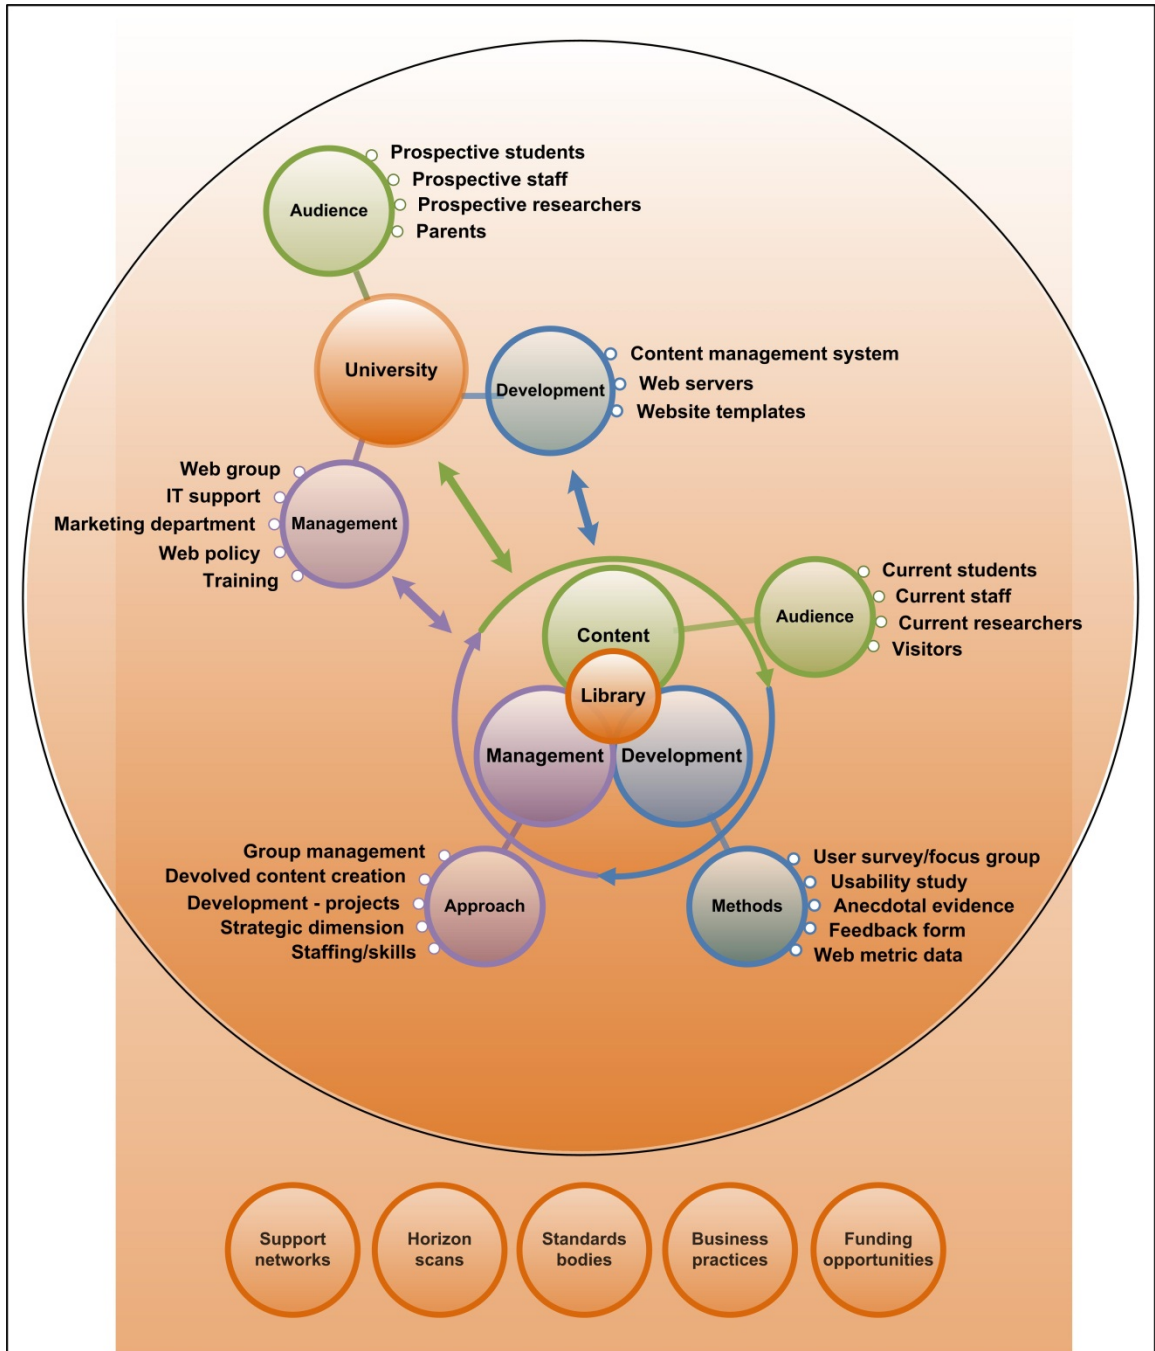 Audience
Prospective students
Prospective staff
Prospective researchers
Parents
University
Development
Content management system
Web servers
Website templates
Management
Web group
IT support
Marketing department
Web policy
Training
Content
Library
Management
Development
Audience
Current students
Current staff
Current researchers
Visitors
Approach
Group management
Devolved content creation
Development - projects
Strategic dimension
Staffing/skills
Methods
User survey/focus group
Usability study
Anecdotal evidence
Feedback form
Web metric data
Support
networks
Horizon
scans
Standards
bodies
Business
practices
Funding
opportunities